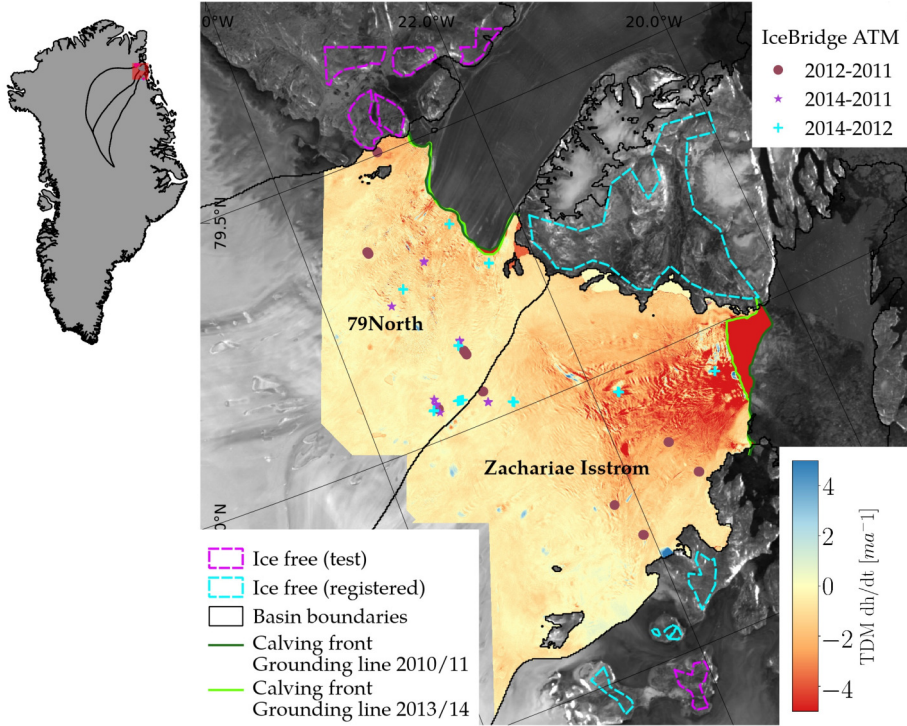 0°W
22.0°W
20.0°W
IceBridge ATM
2012-2011
2014-2011
2014-2012
79.5°N
79North
Zachariae Isstrom
0°N
Ice free (test)
Ice free (registered)
Basin boundaries
Calving front
Grounding line 2010/11
Calving front
Grounding line 2013/14
4
2
0
−2
−4
TDM dh/dt [ma⁻¹]